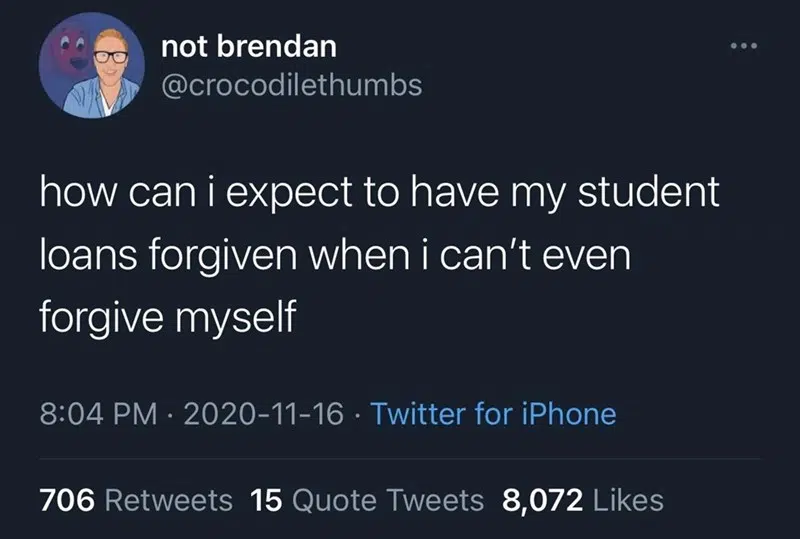 not brendan
@crocodilethumbs
how can i expect to have my student
loans forgiven when i can't even
forgive myself
8:04 PM · 2020-11-16 · Twitter for iPhone
706 Retweets 15 Quote Tweets 8,072 Likes